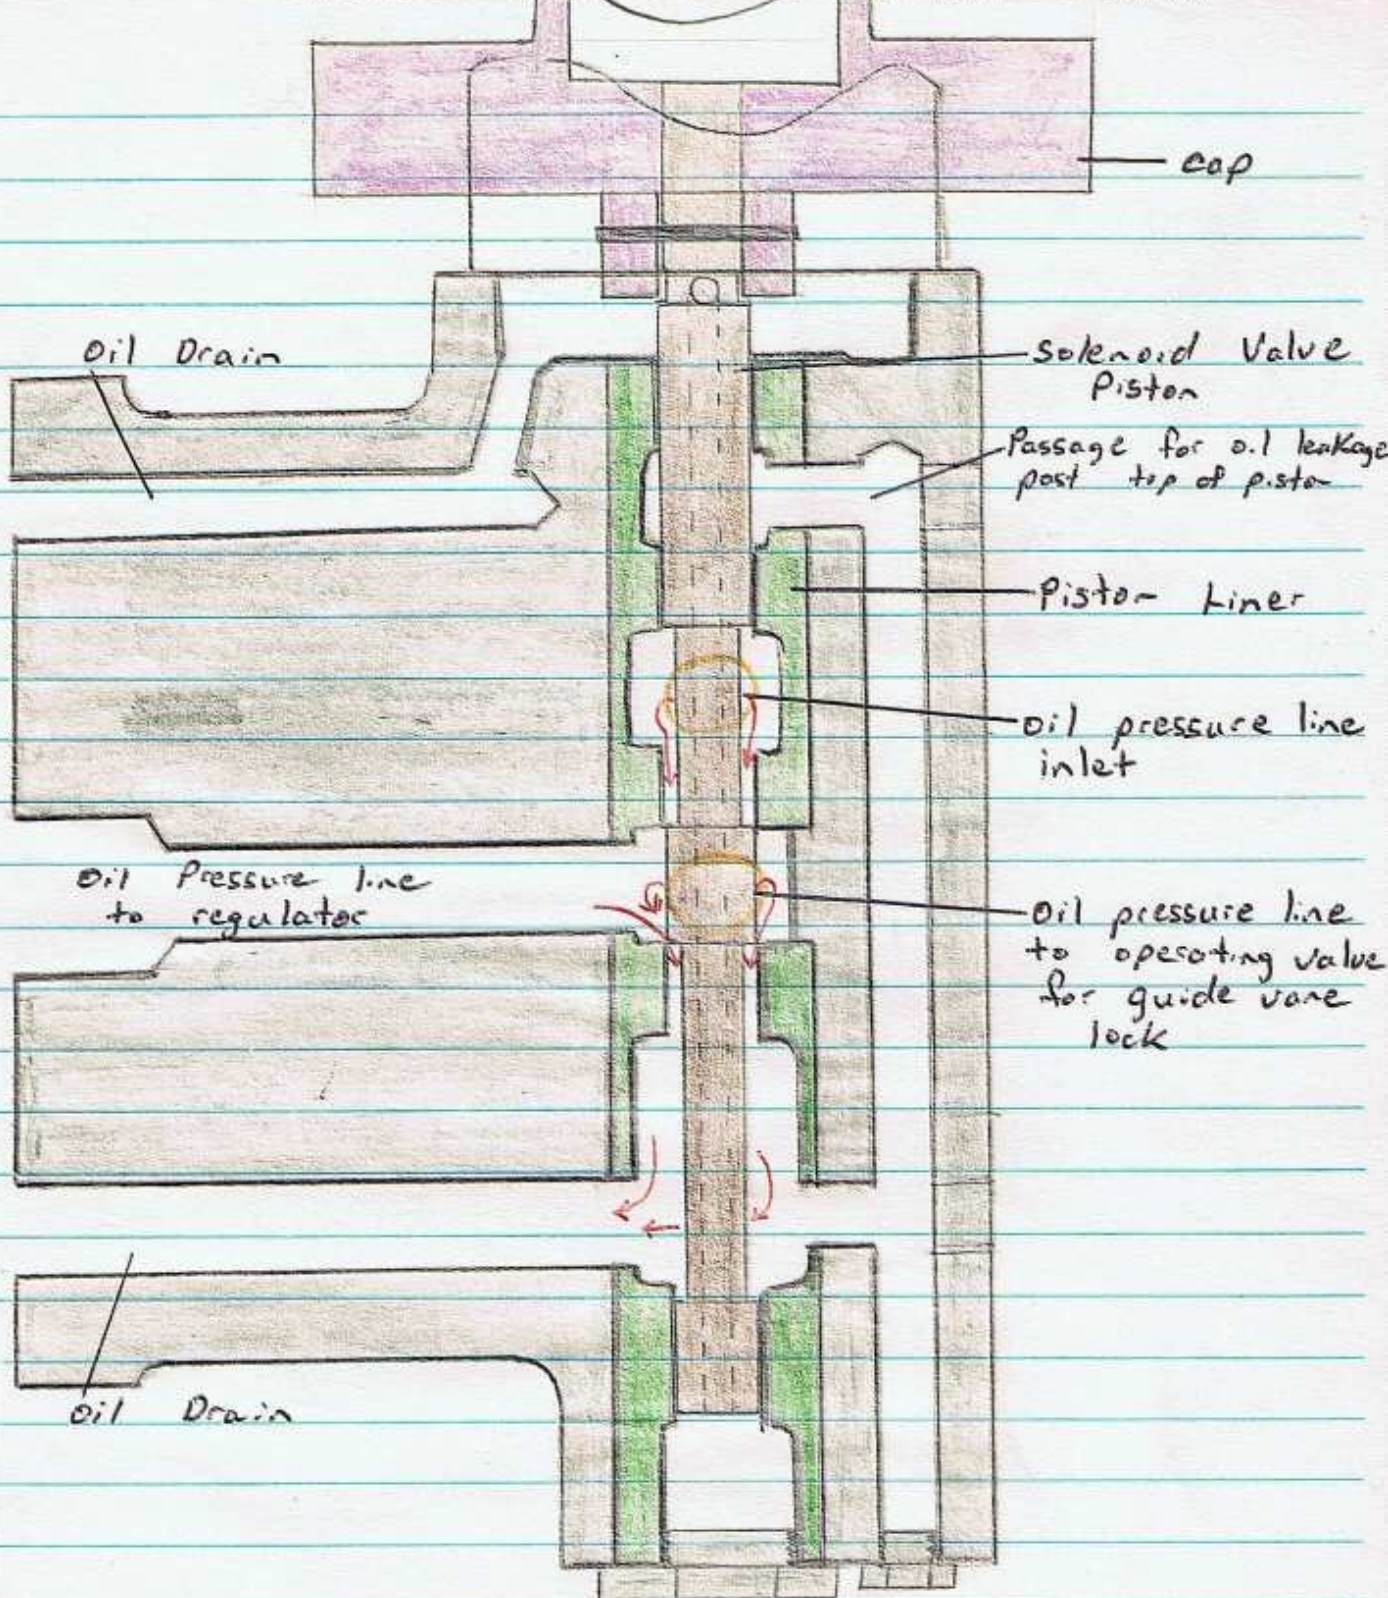 cap
Oil Drain
Solenoid Valve
Piston
Passage for oil leakage
past top of piston
Piston Liner
Oil pressure line
inlet
Oil Pressure line
to regulator
Oil pressure line
to operating value
for guide vane
lock
Oil Drain